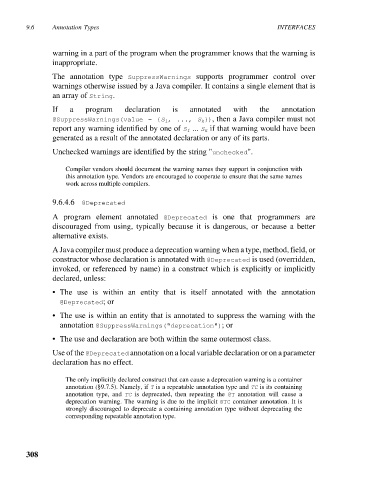 9.6 Annotation Types INTERFACES
warning in a part of the program when the programmer knows that the warning is
inappropriate.
The annotation type SuppressWarnings supports programmer control over
warnings otherwise issued by a Java compiler. It contains a single element that is
an array of String.
If a program declaration is annotated with the annotation
@SuppressWarnings(value = {S1, ..., Sk}), then a Java compiler must not
report any warning identified by one of S1 ... Sk if that warning would have been
generated as a result of the annotated declaration or any of its parts.
Unchecked warnings are identified by the string "unchecked".
Compiler vendors should document the warning names they support in conjunction with
this annotation type. Vendors are encouraged to cooperate to ensure that the same names
work across multiple compilers.
9.6.4.6 @Deprecated
A program element annotated @Deprecated is one that programmers are
discouraged from using, typically because it is dangerous, or because a better
alternative exists.
A Java compiler must produce a deprecation warning when a type, method, field, or
constructor whose declaration is annotated with @Deprecated is used (overridden,
invoked, or referenced by name) in a construct which is explicitly or implicitly
declared, unless:
• The use is within an entity that is itself annotated with the annotation
@Deprecated; or
• The use is within an entity that is annotated to suppress the warning with the
annotation @SuppressWarnings("deprecation"); or
• The use and declaration are both within the same outermost class.
Use of the @Deprecated annotation on a local variable declaration or on a parameter
declaration has no effect.
The only implicitly declared construct that can cause a deprecation warning is a container
annotation (§9.7.5). Namely, if T is a repeatable annotation type and TC is its containing
annotation type, and TC is deprecated, then repeating the @T annotation will cause a
deprecation warning. The warning is due to the implicit @TC container annotation. It is
strongly discouraged to deprecate a containing annotation type without deprecating the
corresponding repeatable annotation type.
308